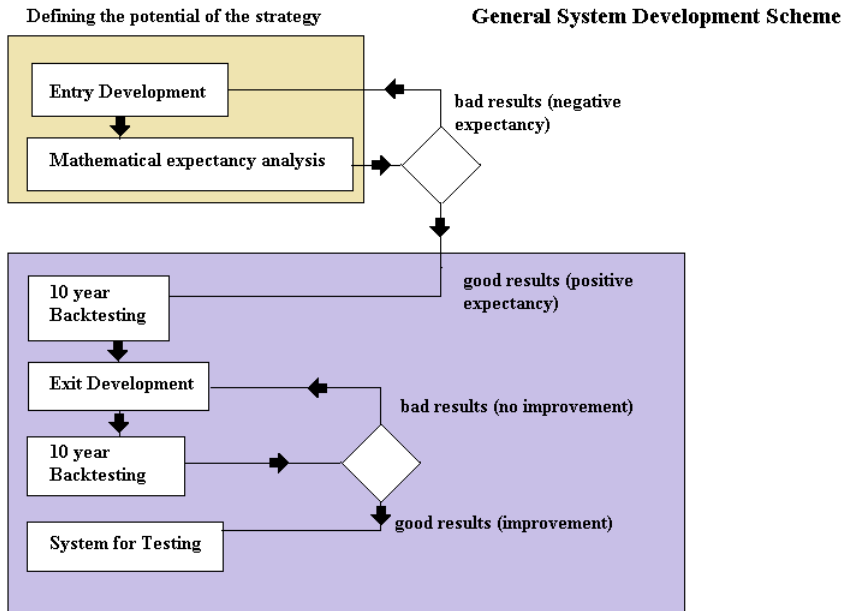 Defining the potential of the strategy
General System Development Scheme
Entry Development
bad results (negative
expectancy)
Mathematical expectancy analysis
good results (positive
expectancy)
10 year
Backtesting
Exit Development
bad results (no improvement)
10 year
Backtesting
good results (improvement)
System for Testing